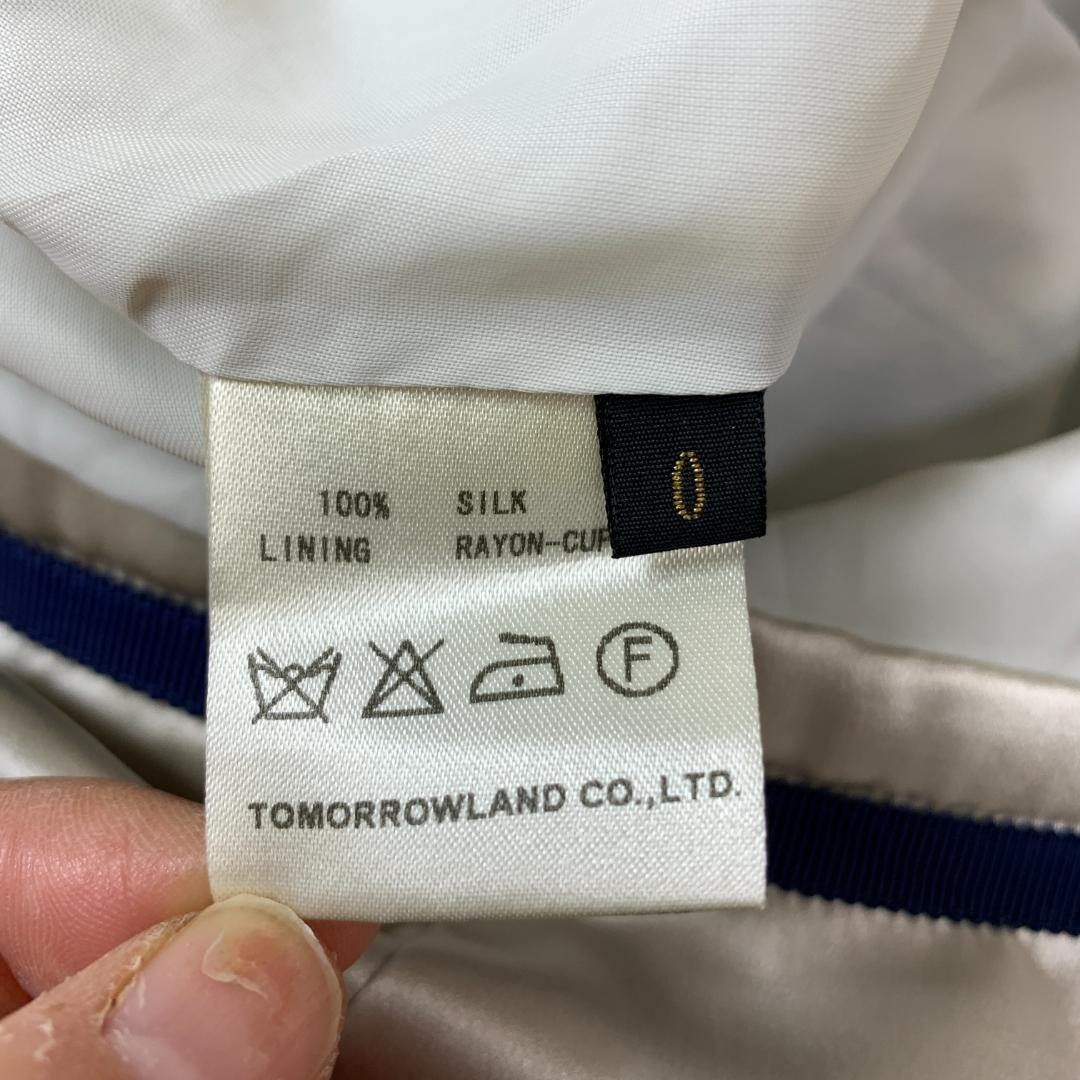 0
100% SILK
LINING RAYON-CUP
F
TOMORROWLAND CO.,LTD.